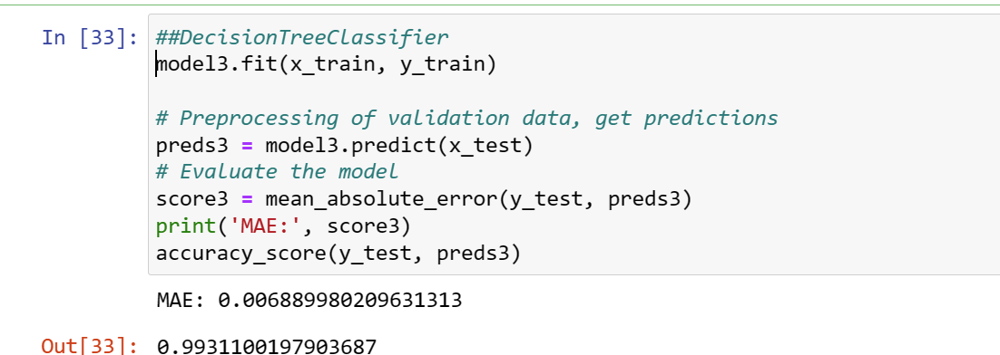 In [33]: ##DecisionTreeClassifier
model3.fit(x_train, y_train)
# Preprocessing of validation data, get predictions
preds3 = model3.predict(x_test)
# Evaluate the model
score3 = mean_absolute_error(y_test, preds3)
print('MAE:', score3)
accuracy_score(y_test, preds3)
MAE: 0.006889980209631313
Out[33]: 0.9931100197903687